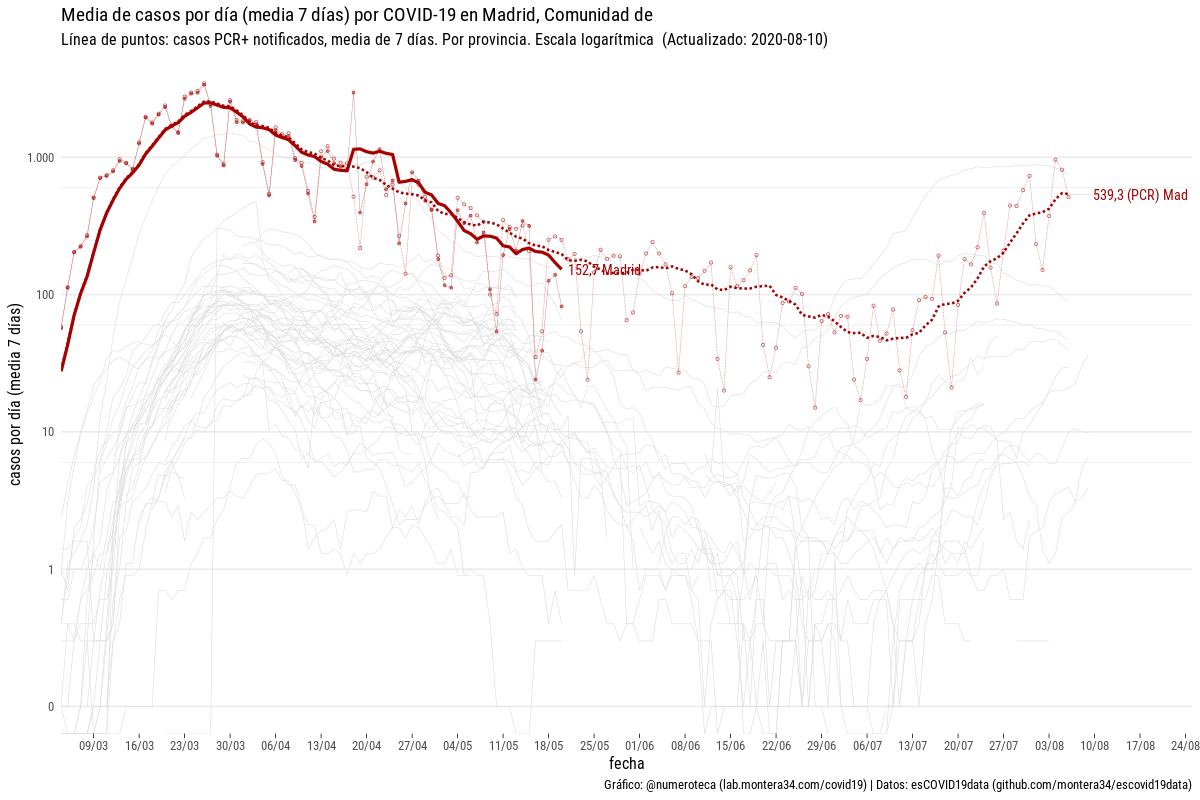 Media de casos por día (media 7 días) por COVID-19 en Madrid, Comunidad de
Línea de puntos: casos PCR+ notificados, media de 7 días. Por provincia. Escala logarítmica (Actualizado: 2020-08-10)
casos por día (media 7 días)
1.000
100
10
1
0
539,3 (PCR) Mad
152,7 Madrid
09/03 16/03 23/03 30/03 06/04 13/04 20/04 27/04 04/05 11/05 18/05 25/05 01/06 08/06 15/06 22/06 29/06 06/07 13/07 20/07 27/07 03/08 10/08 17/08 24/08
fecha
Gráfico: @numeroteca (lab.montera34.com/covid19) | Datos: esCOVID19data (github.com/montera34/escovid19data)